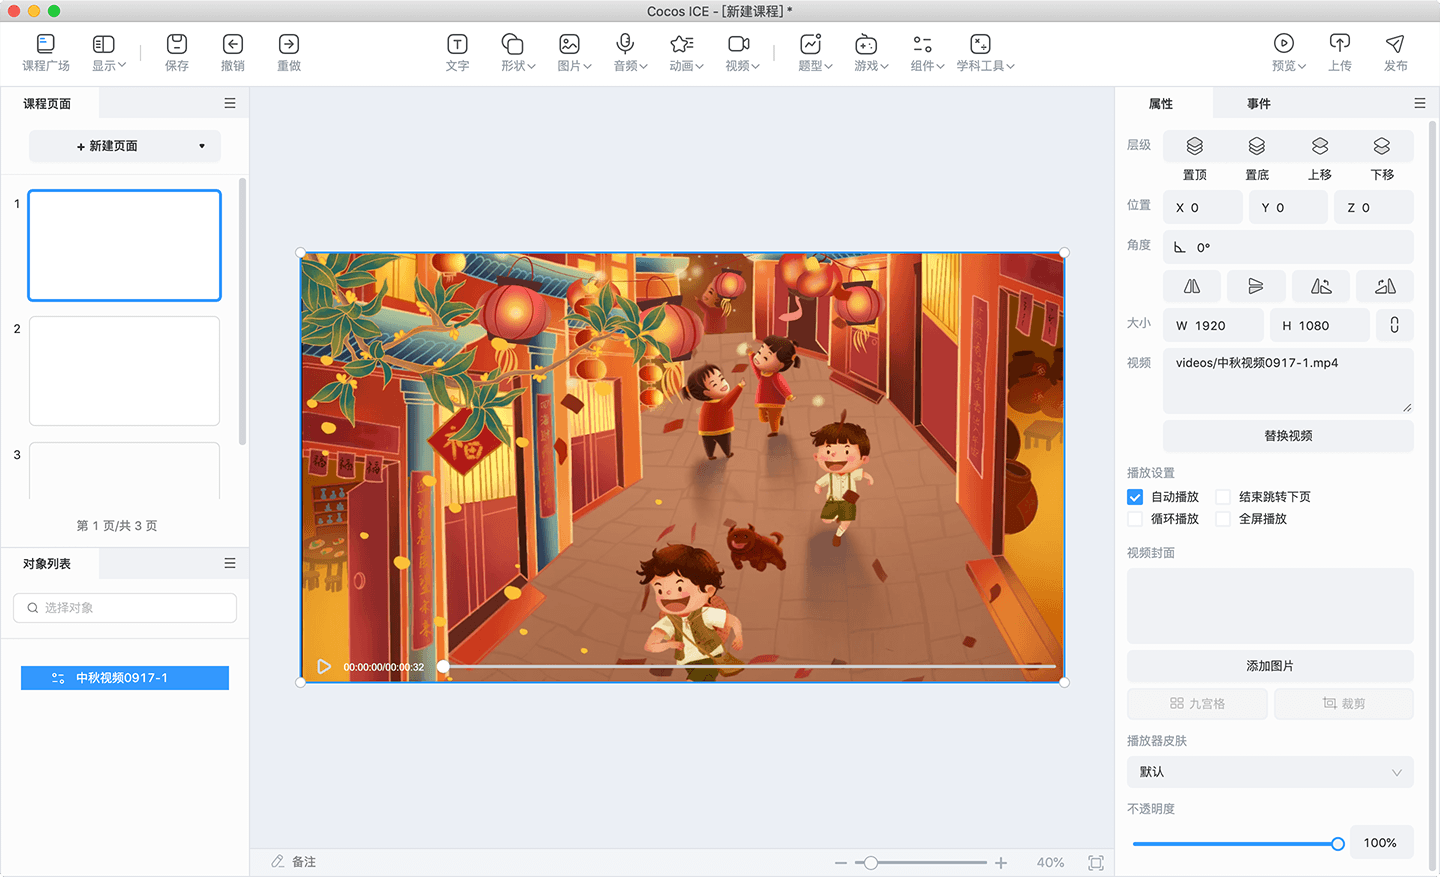 Cocos ICE - [新建课程] *
课程广场 显示 保存 撤销 重做 文字 形状 图片 音频 动画 视频 题型 游戏 组件 学科工具 预览 上传 发布
课程页面
+ 新建页面
1
2
3
第 1 页/共 3 页
对象列表
选择对象
中秋视频0917-1
福
福 福 福
00:00:00/00:00:32
备注
40%
属性 事件
层级
置顶 置底 上移 下移
位置 X 0 Y 0 Z 0
角度 0°
大小 W 1920 H 1080
视频 videos/中秋视频0917-1.mp4
替换视频
播放设置
自动播放 结束跳转下页
循环播放 全屏播放
视频封面
添加图片
九宫格 裁剪
播放器皮肤
默认
不透明度
100%